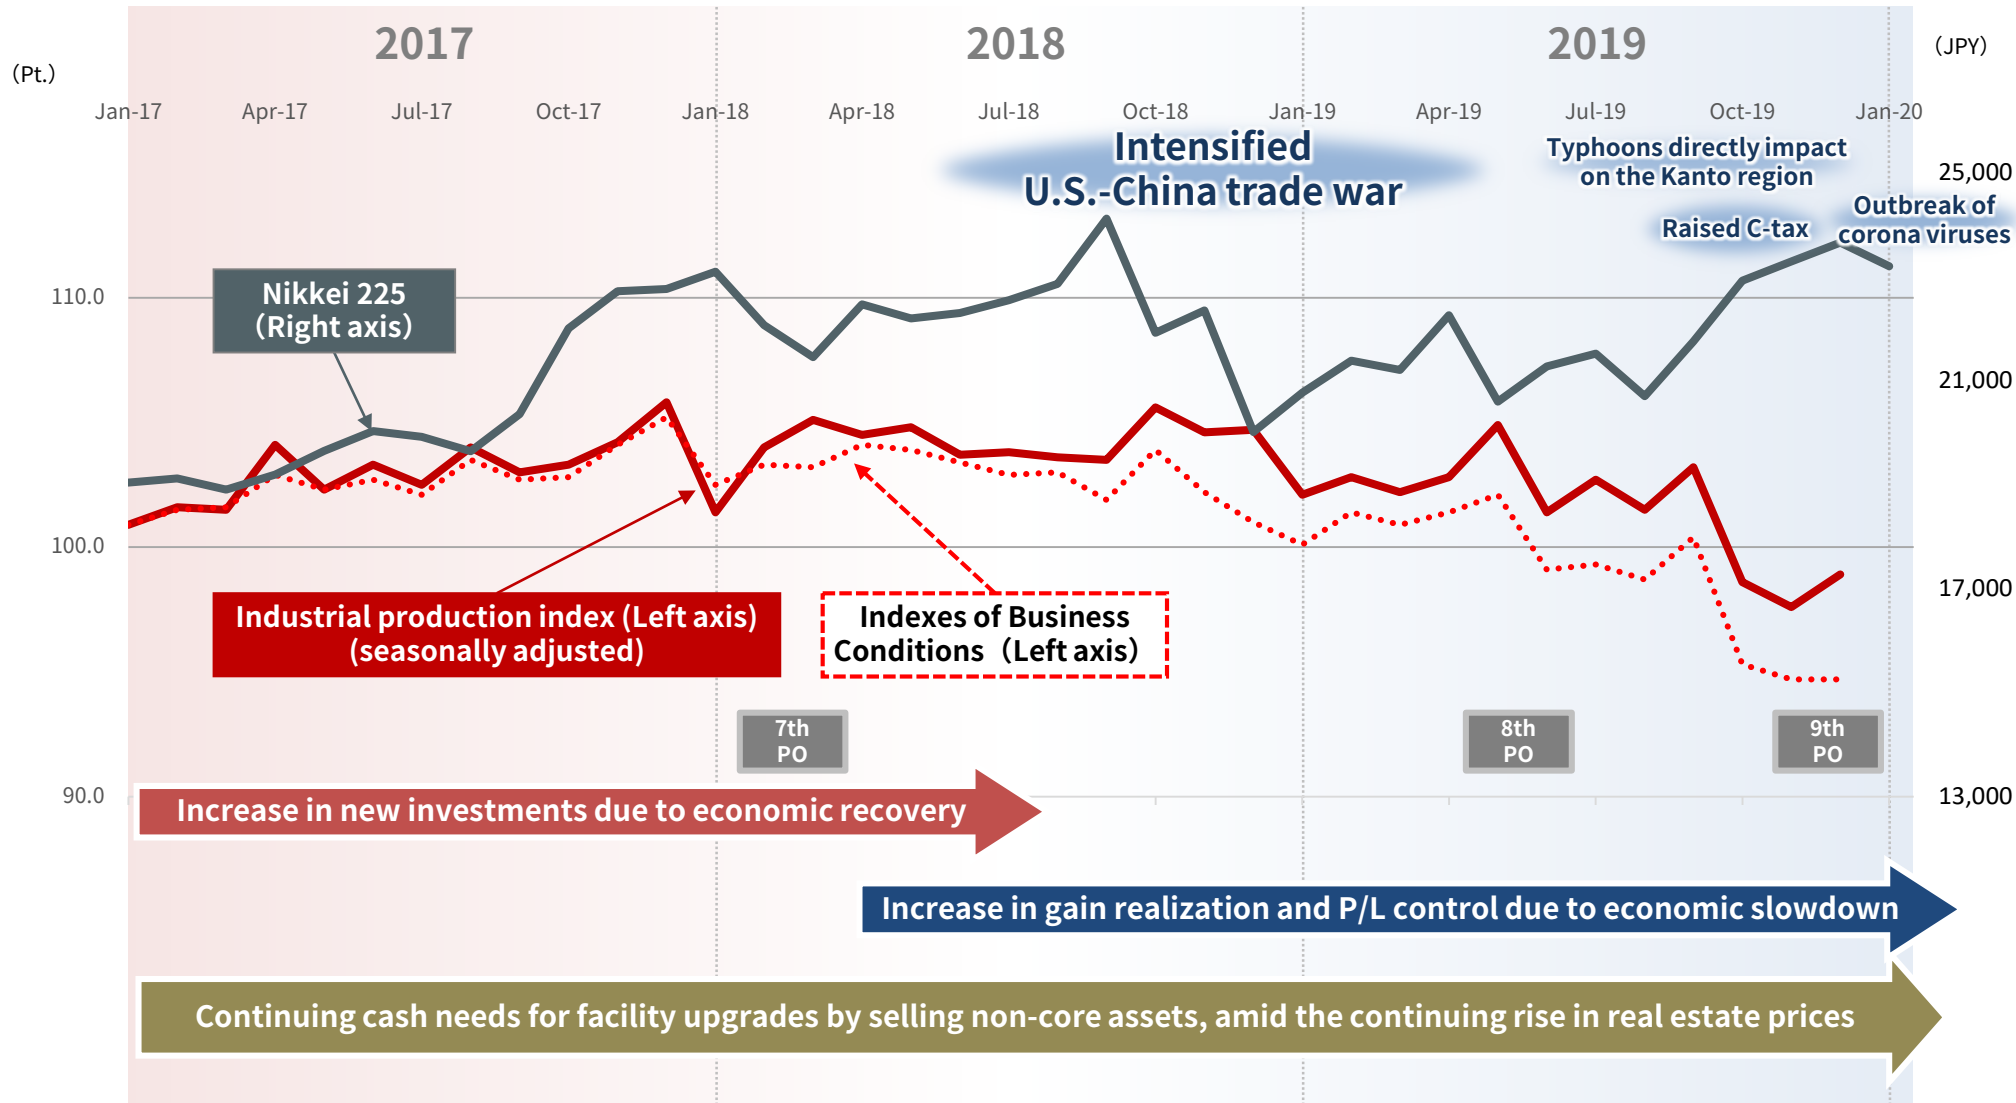 2017
2018
2019
（Pt.）
（JPY）
Jan-17
Apr-17
Jul-17
Oct-17
Jan-18
Apr-18
Jul-18
Oct-18
Jan-19
Apr-19
Jul-19
Oct-19
Jan-20
Intensified
U.S.-China trade war
Typhoons directly impact
on the Kanto region
25,000
Raised C-tax
Outbreak of
corona viruses
Nikkei 225
（Right axis）
110.0
21,000
100.0
17,000
Industrial production index (Left axis)
(seasonally adjusted)
Indexes of Business
Conditions（Left axis）
7th
PO
8th
PO
9th
PO
90.0
13,000
Increase in new investments due to economic recovery
Increase in gain realization and P/L control due to economic slowdown
Continuing cash needs for facility upgrades by selling non-core assets, amid the continuing rise in real estate prices